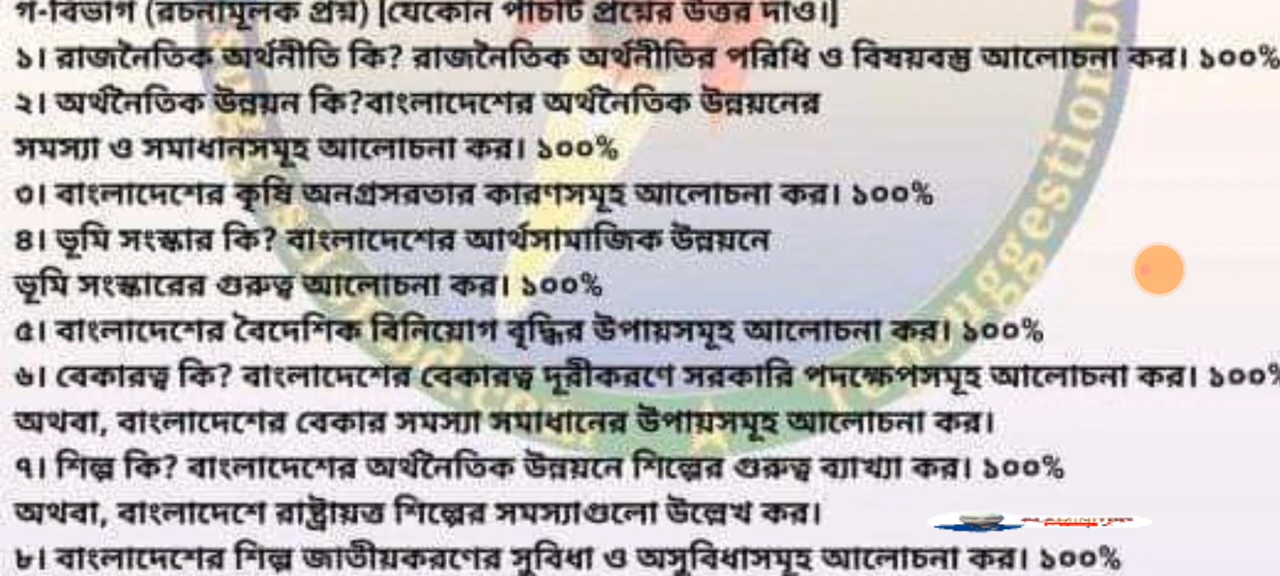 গ-বিভাগ (রচনামূলক প্রশ্ন) [যেকোন পাঁচটি প্রশ্নের উত্তর দাও।]
১। রাজনৈতিক অর্থনীতি কি? রাজনৈতিক অর্থনীতির পরিধি ও বিষয়বস্তু আলোচনা কর। ১০০%
২। অর্থনৈতিক উন্নয়ন কি?বাংলাদেশের অর্থনৈতিক উন্নয়নের
সমস্যা ও সমাধানসমূহ আলোচনা কর। ১০০%
৩। বাংলাদেশের কৃষি অনগ্রসরতার কারণসমূহ আলোচনা কর। ১০০%
৪। ভূমি সংস্কার কি? বাংলাদেশের আর্থসামাজিক উন্নয়নে
ভূমি সংস্কারের গুরুত্ব আলোচনা কর। ১০০%
৫। বাংলাদেশের বৈদেশিক বিনিয়োগ বৃদ্ধির উপায়সমূহ আলোচনা কর। ১০০%
৬। বেকারত্ব কি? বাংলাদেশের বেকারত্ব দূরীকরণে সরকারি পদক্ষেপসমূহ আলোচনা কর। ১০০%
অথবা, বাংলাদেশের বেকার সমস্যা সমাধানের উপায়সমূহ আলোচনা কর।
৭। শিল্প কি? বাংলাদেশের অর্থনৈতিক উন্নয়নে শিল্পের গুরুত্ব ব্যাখ্যা কর। ১০০%
অথবা, বাংলাদেশে রাষ্ট্রায়ত্ত শিল্পের সমস্যাগুলো উল্লেখ কর।
৮। বাংলাদেশের শিল্প জাতীয়করণের সুবিধা ও অসুবিধাসমূহ আলোচনা কর। ১০০%